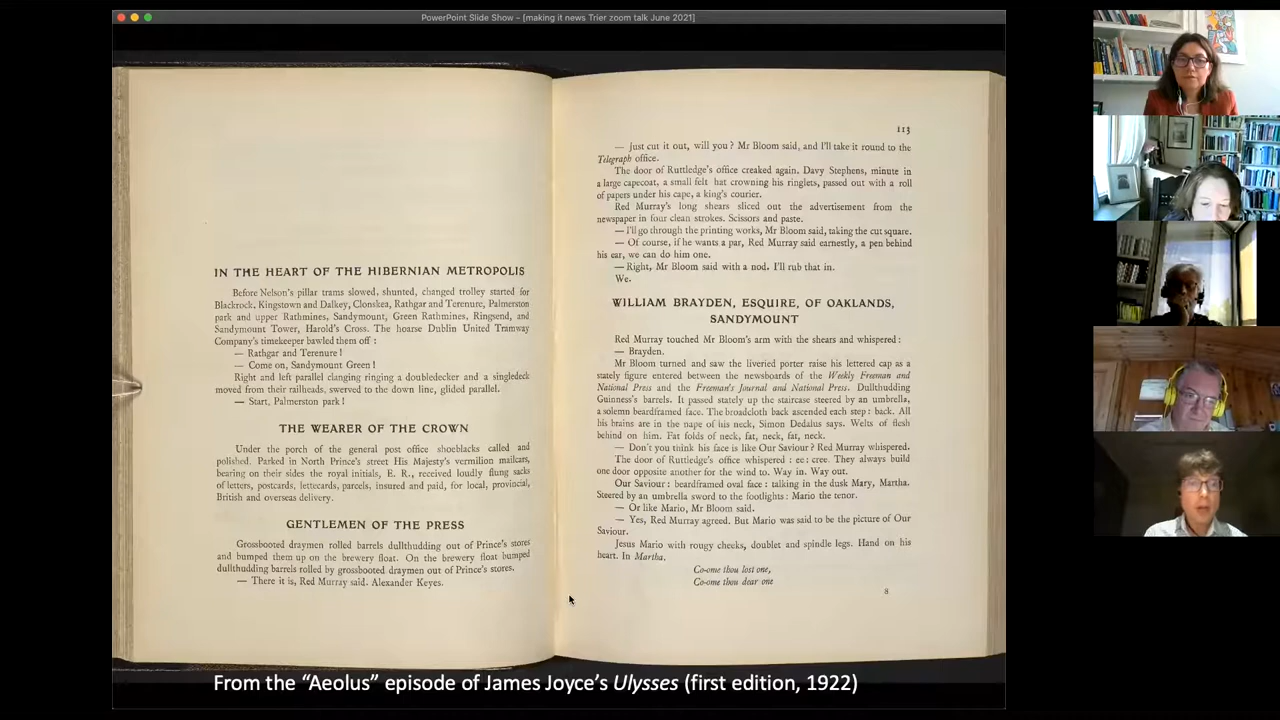 PowerPoint Slide Show - [making it news Trier zoom talk June 2021]
IN THE HEART OF THE HIBERNIAN METROPOLIS
Before Nelson's pillar trams slowed, shunted, changed trolley started for
Blackrock, Kingstown and Dalkey, Clonskea, Rathgar and Terenure, Palmerston
park and upper Rathmines, Sandymount, Green Rathmines, Ringsend, and
Sandymount Tower, Harold's Cross. The hoarse Dublin United Tramway
Company's timekeeper bawled them off :
— Rathgar and Terenure !
— Come on, Sandymount Green !
Right and left parallel clanging ringing a doubledecker and a singledeck
moved from their railheads, swerved to the down line, glided parallel.
— Start, Palmerston park !
THE WEARER OF THE CROWN
Under the porch of the general post office shoeblacks called and
polished. Parked in North Prince's street His Majesty's vermilion mailcars,
bearing on their sides the royal initials, E. R., received loudly flung sacks
of letters, postcards, lettecards, parcels, insured and paid, for local, provincial,
British and overseas delivery.
GENTLEMEN OF THE PRESS
Grossbooted draymen rolled barrels dullthudding out of Prince's stores
and bumped them up on the brewery float. On the brewery float bumped
dullthudding barrels rolled by grossbooted draymen out of Prince's stores.
— There it is, Red Murray said. Alexander Keyes.
113
— Just cut it out, will you ? Mr Bloom said, and I'll take it round to the
Telegraph office.
The door of Ruttledge's office creaked again. Davy Stephens, minute in
a large capecoat, a small felt hat crowning his ringlets, passed out with a roll
of papers under his cape, a king's courier.
Red Murray's long shears sliced out the advertisement from the
newspaper in four clean strokes. Scissors and paste.
— I'll go through the printing works, Mr Bloom said, taking the cut square.
— Of course, if he wants a par, Red Murray said earnestly, a pen behind
his ear, we can do him one.
— Right, Mr Bloom said with a nod. I'll rub that in.
We.
WILLIAM BRAYDEN, ESQUIRE, OF OAKLANDS,
SANDYMOUNT
Red Murray touched Mr Bloom's arm with the shears and whispered :
— Brayden.
Mr Bloom turned and saw the liveried porter raise his lettered cap as a
stately figure entered between the newsboards of the Weekly Freeman and
National Press and the Freeman's Journal and National Press. Dullthudding
Guinness's barrels. It passed stately up the staircase steered by an umbrella,
a solemn beardframed face. The broadcloth back ascended each step : back. All
his brains are in the nape of his neck, Simon Dedalus says. Welts of flesh
behind on him. Fat folds of neck, fat, neck, fat, neck.
— Don't you think his face is like Our Saviour ? Red Murray whispered.
The door of Ruttledge's office whispered : ee : cree. They always build
one door opposite another for the wind to. Way in. Way out.
Our Saviour : beardframed oval face : talking in the dusk Mary, Martha.
Steered by an umbrella sword to the footlights : Mario the tenor.
— Or like Mario, Mr Bloom said.
— Yes, Red Murray agreed. But Mario was said to be the picture of Our
Saviour.
Jesus Mario with rougy cheeks, doublet and spindle legs. Hand on his
heart. In Martha.
Co-ome thou lost one,
Co-ome thou dear one
8
From the “Aeolus” episode of James Joyce’s Ulysses (first edition, 1922)